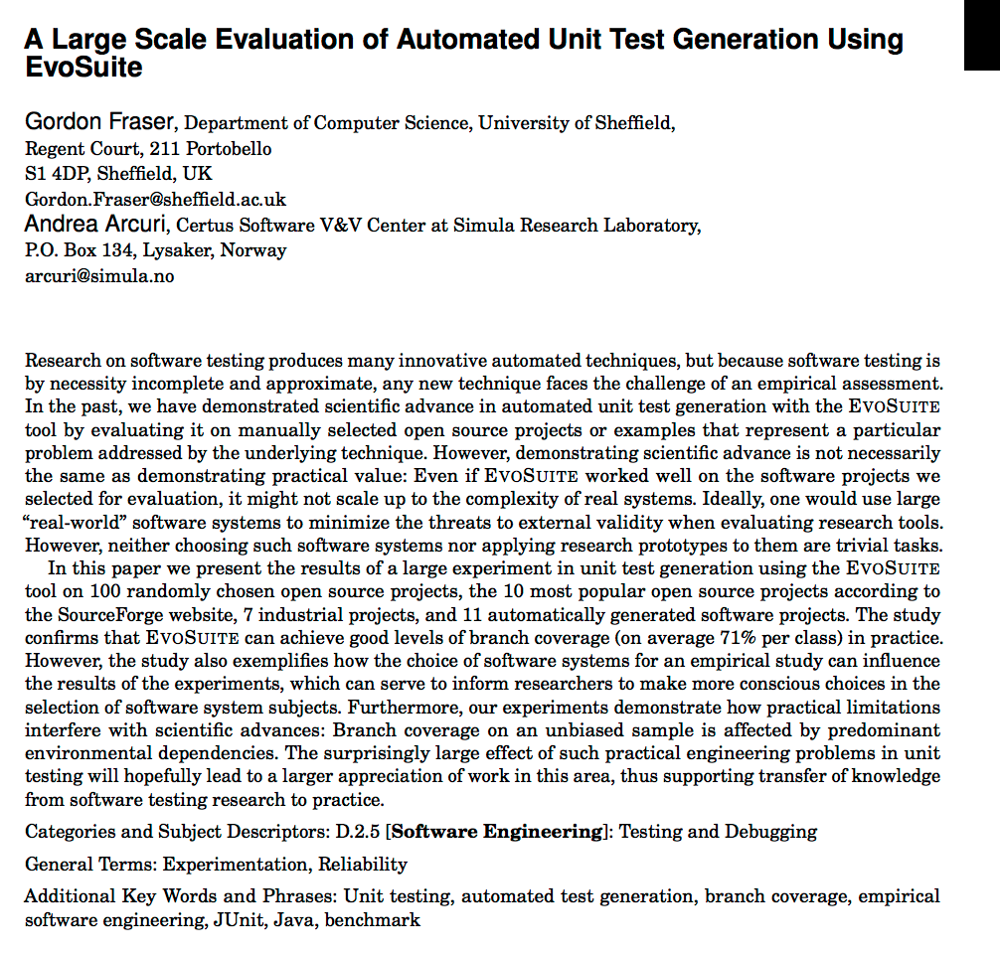 A Large Scale Evaluation of Automated Unit Test Generation Using
EvoSuite
Gordon Fraser, Department of Computer Science, University of Sheffield,
Regent Court, 211 Portobello
S1 4DP, Sheffield, UK
Gordon.Fraser@sheffield.ac.uk
Andrea Arcuri, Certus Software V&V Center at Simula Research Laboratory,
P.O. Box 134, Lysaker, Norway
arcuri@simula.no
Research on software testing produces many innovative automated techniques, but because software testing is
by necessity incomplete and approximate, any new technique faces the challenge of an empirical assessment.
In the past, we have demonstrated scientific advance in automated unit test generation with the EVOSUITE
tool by evaluating it on manually selected open source projects or examples that represent a particular
problem addressed by the underlying technique. However, demonstrating scientific advance is not necessarily
the same as demonstrating practical value: Even if EVOSUITE worked well on the software projects we
selected for evaluation, it might not scale up to the complexity of real systems. Ideally, one would use large
“real-world” software systems to minimize the threats to external validity when evaluating research tools.
However, neither choosing such software systems nor applying research prototypes to them are trivial tasks.
In this paper we present the results of a large experiment in unit test generation using the EVOSUITE
tool on 100 randomly chosen open source projects, the 10 most popular open source projects according to
the SourceForge website, 7 industrial projects, and 11 automatically generated software projects. The study
confirms that EVOSUITE can achieve good levels of branch coverage (on average 71% per class) in practice.
However, the study also exemplifies how the choice of software systems for an empirical study can influence
the results of the experiments, which can serve to inform researchers to make more conscious choices in the
selection of software system subjects. Furthermore, our experiments demonstrate how practical limitations
interfere with scientific advances: Branch coverage on an unbiased sample is affected by predominant
environmental dependencies. The surprisingly large effect of such practical engineering problems in unit
testing will hopefully lead to a larger appreciation of work in this area, thus supporting transfer of knowledge
from software testing research to practice.
Categories and Subject Descriptors: D.2.5 [Software Engineering]: Testing and Debugging
General Terms: Experimentation, Reliability
Additional Key Words and Phrases: Unit testing, automated test generation, branch coverage, empirical
software engineering, JUnit, Java, benchmark